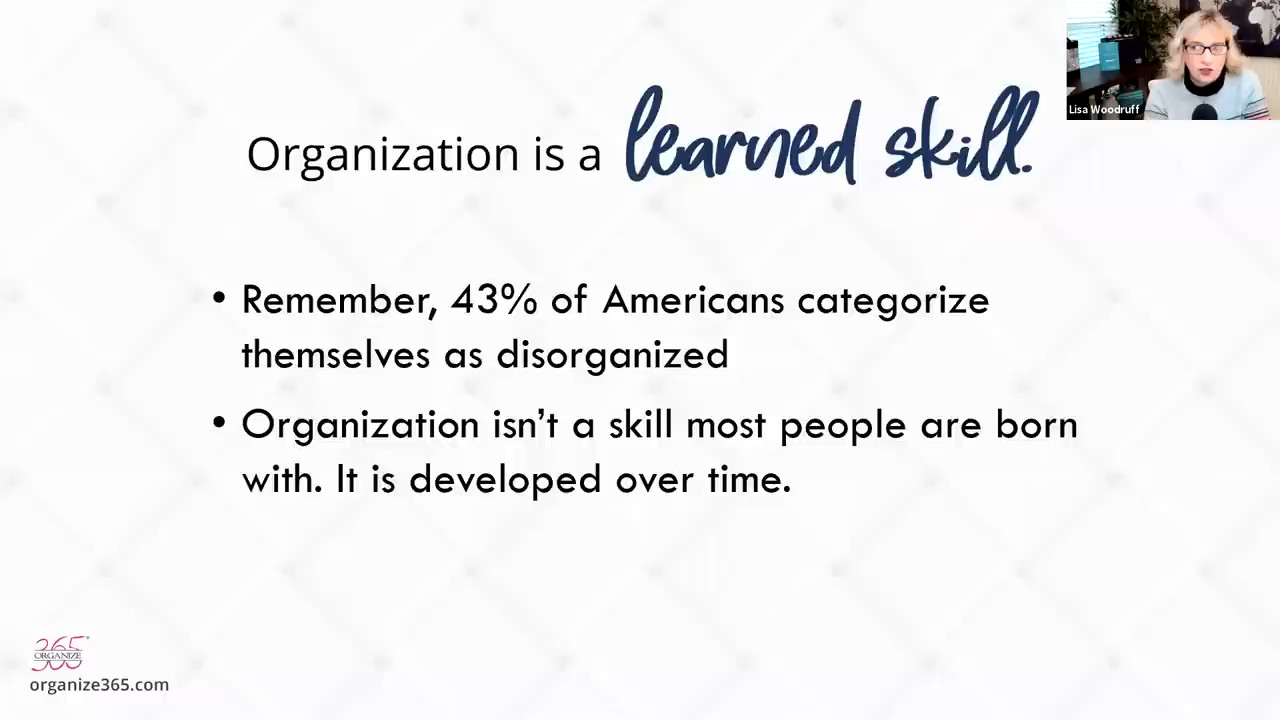 Lisa Woodruff
Organization is a learned skill.
• Remember, 43% of Americans categorize
themselves as disorganized
• Organization isn't a skill most people are born
with. It is developed over time.
365
ORGANIZE
organize365.com